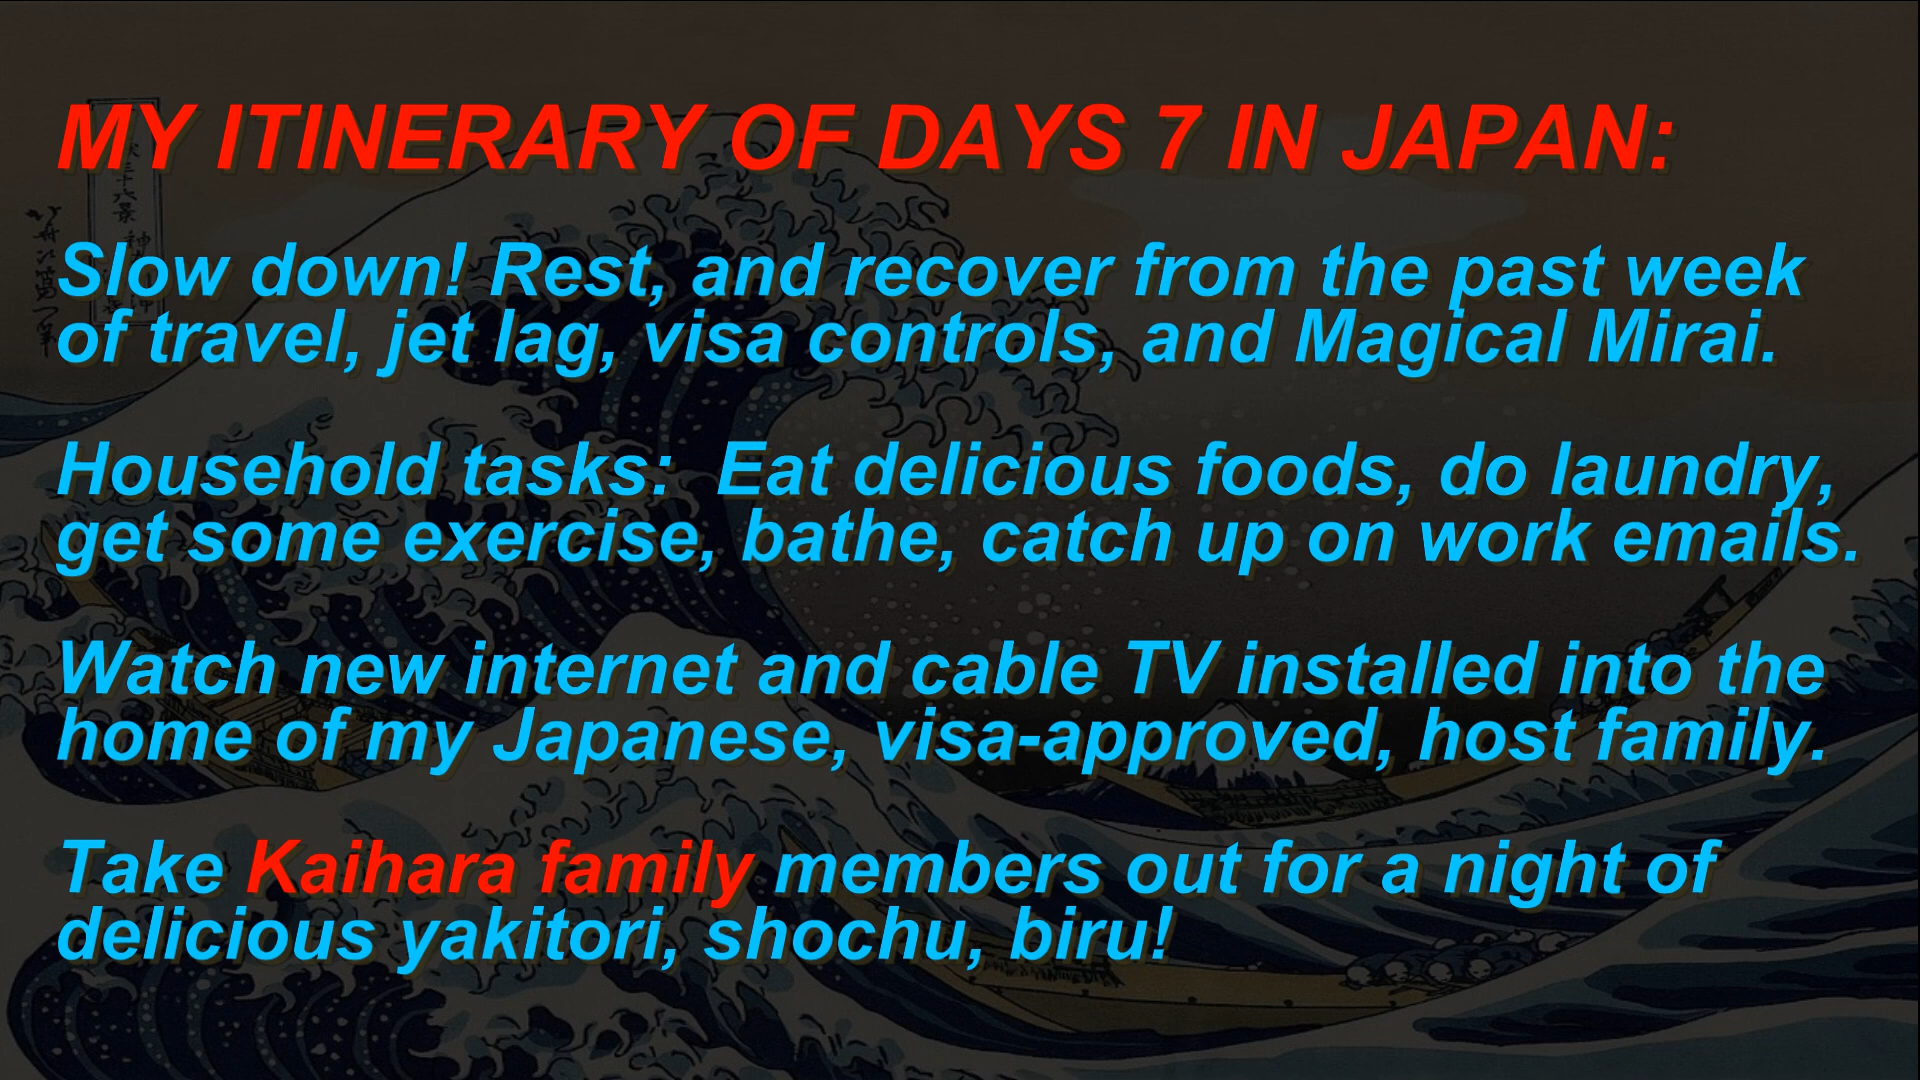 MY ITINERARY OF DAYS 7 IN JAPAN:
Slow down! Rest, and recover from the past week
of travel, jet lag, visa controls, and Magical Mirai.
Household tasks:  Eat delicious foods, do laundry,
get some exercise, bathe, catch up on work emails.
Watch new internet and cable TV installed into the
home of my Japanese, visa-approved, host family.
Take Kaihara family members out for a night of
delicious yakitori, shochu, biru!